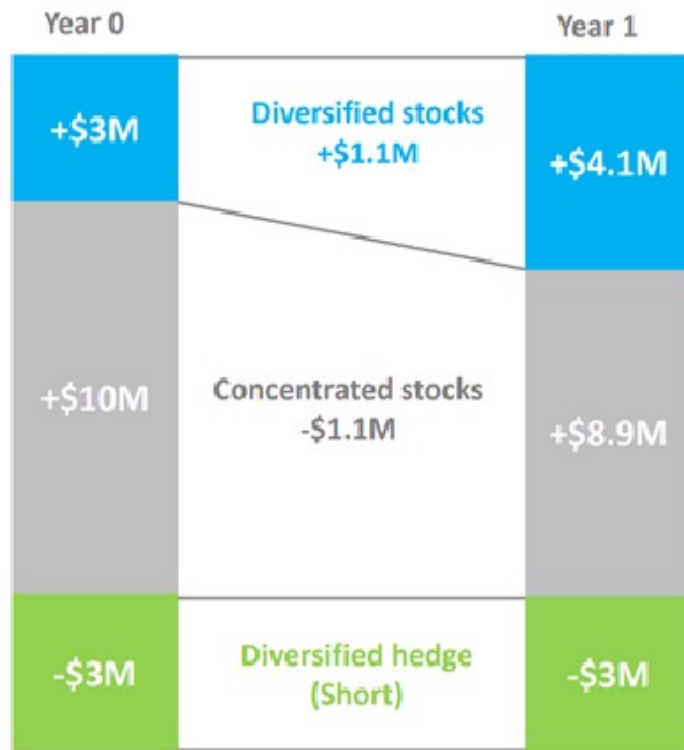 Year 0
Year 1
+$3M
Diversified stocks
+$1.1M
+$4.1M
+$10M
Concentrated stocks
-$1.1M
+$8.9M
-$3M
Diversified hedge
(Short)
-$3M